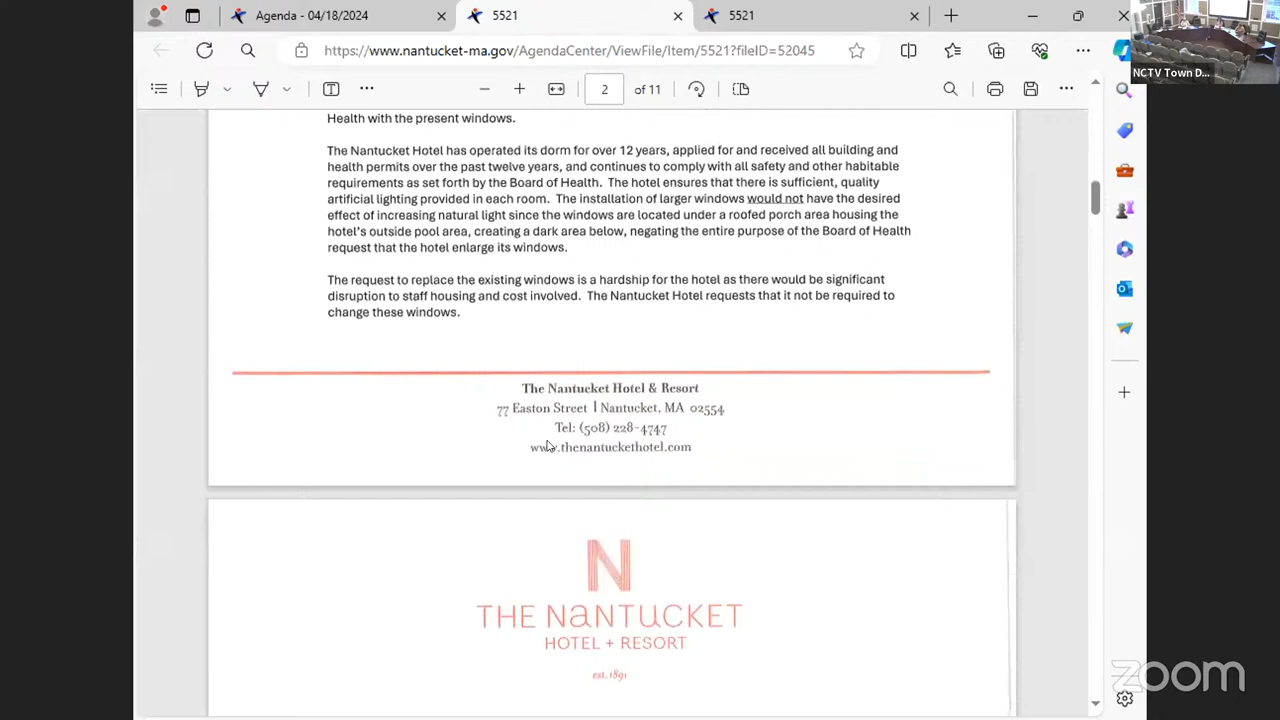 Agenda - 04/18/2024
5521
5521
https://www.nantucket-ma.gov/AgendaCenter/ViewFile/Item/5521?fileID=52045
NCTV Town D...
2 of 11
Health with the present windows.
The Nantucket Hotel has operated its dorm for over 12 years, applied for and received all building and
health permits over the past twelve years, and continues to comply with all safety and other habitable
requirements as set forth by the Board of Health. The hotel ensures that there is sufficient, quality
artificial lighting provided in each room. The installation of larger windows would not have the desired
effect of increasing natural light since the windows are located under a roofed porch area housing the
hotel's outside pool area, creating a dark area below, negating the entire purpose of the Board of Health
request that the hotel enlarge its windows.
The request to replace the existing windows is a hardship for the hotel as there would be significant
disruption to staff housing and cost involved. The Nantucket Hotel requests that it not be required to
change these windows.
The Nantucket Hotel & Resort
77 Easton Street | Nantucket, MA 02554
Tel: (508) 228-4747
www.thenantuckethotel.com
N
THE NaNTUCKET
HOTEL + RESORT
est. 1891
zoom